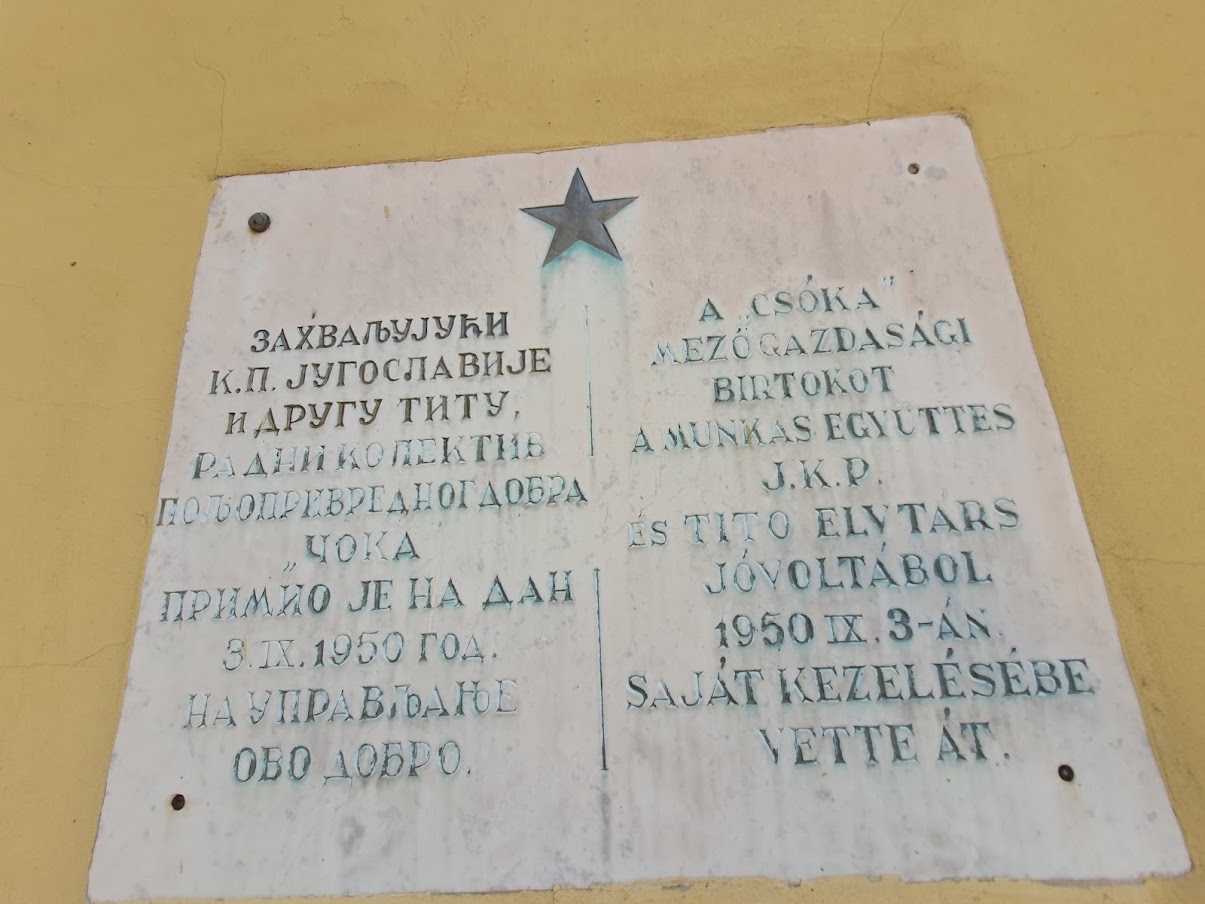 ЗАХВАЉУЈУЋИ
К.П. ЈУГОСЛАВИЈЕ
И ДРУГУ ТИТУ,
РАДНИ КОЛЕКТИВ
ПОЉОПРИВРЕДНОГ ДОБРА
„ЧОКА”
ПРИМИО ЈЕ НА ДАН
3. IX. 1950 ГОД.
НА УПРАВЉАЊЕ
ОВО ДОБРО.
A „CSÓKA”
MEZŐGAZDASÁGI
BIRTOKOT
A MUNKAS EGYÜTTES
J.K.P.
ÉS TITO ELVTÁRS
JÓVOLTÁBÓL
1950 IX. 3-ÁN.
SAJÁT KEZELÉSÉBE
VETTE ÁT.